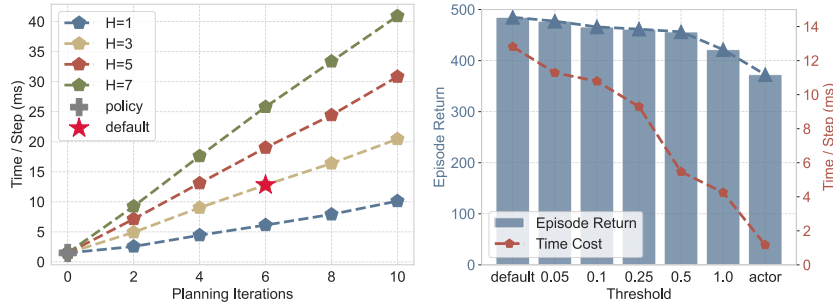 H=1
H=3
H=5
H=7
policy
default
Time / Step (ms)
40
35
30
25
20
15
10
5
0
0 2 4 6 8 10
Planning Iterations
Episode Return
500
400
300
200
100
0
Episode Return
Time Cost
default 0.05 0.1 0.25 0.5 1.0 actor
Threshold
14
12
10
8
6
4
2
0
Time / Step (ms)